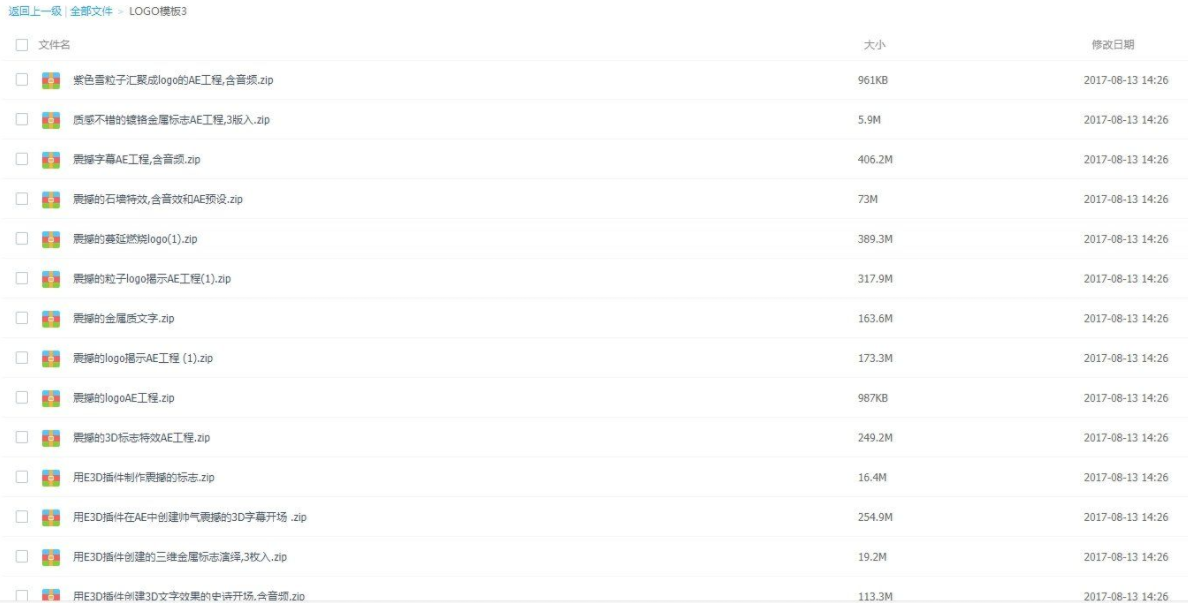 返回上一级 | 全部文件 > LOGO模板3
文件名 大小 修改日期
紫色雪粒子汇聚成logo的AE工程,含音频.zip 961KB 2017-08-13 14:26
质感不错的镀铬金属标志AE工程,3版入.zip 5.9M 2017-08-13 14:26
震撼字幕AE工程,含音频.zip 406.2M 2017-08-13 14:26
震撼的石墙特效,含音效和AE预设.zip 73M 2017-08-13 14:26
震撼的蔓延燃烧logo(1).zip 389.3M 2017-08-13 14:26
震撼的粒子logo揭示AE工程(1).zip 317.9M 2017-08-13 14:26
震撼的金属质文字.zip 163.6M 2017-08-13 14:26
震撼的logo揭示AE工程 (1).zip 173.3M 2017-08-13 14:26
震撼的logoAE工程.zip 987KB 2017-08-13 14:26
震撼的3D标志特效AE工程.zip 249.2M 2017-08-13 14:26
用E3D插件制作震撼的标志.zip 16.4M 2017-08-13 14:26
用E3D插件在AE中创建帅气震撼的3D字幕开场 .zip 254.9M 2017-08-13 14:26
用E3D插件创建的三维金属标志演绎,3枚入.zip 19.2M 2017-08-13 14:26
用E3D插件创建3D文字效果的史诗开场,含音频.zip 113.3M 2017-08-13 14:26